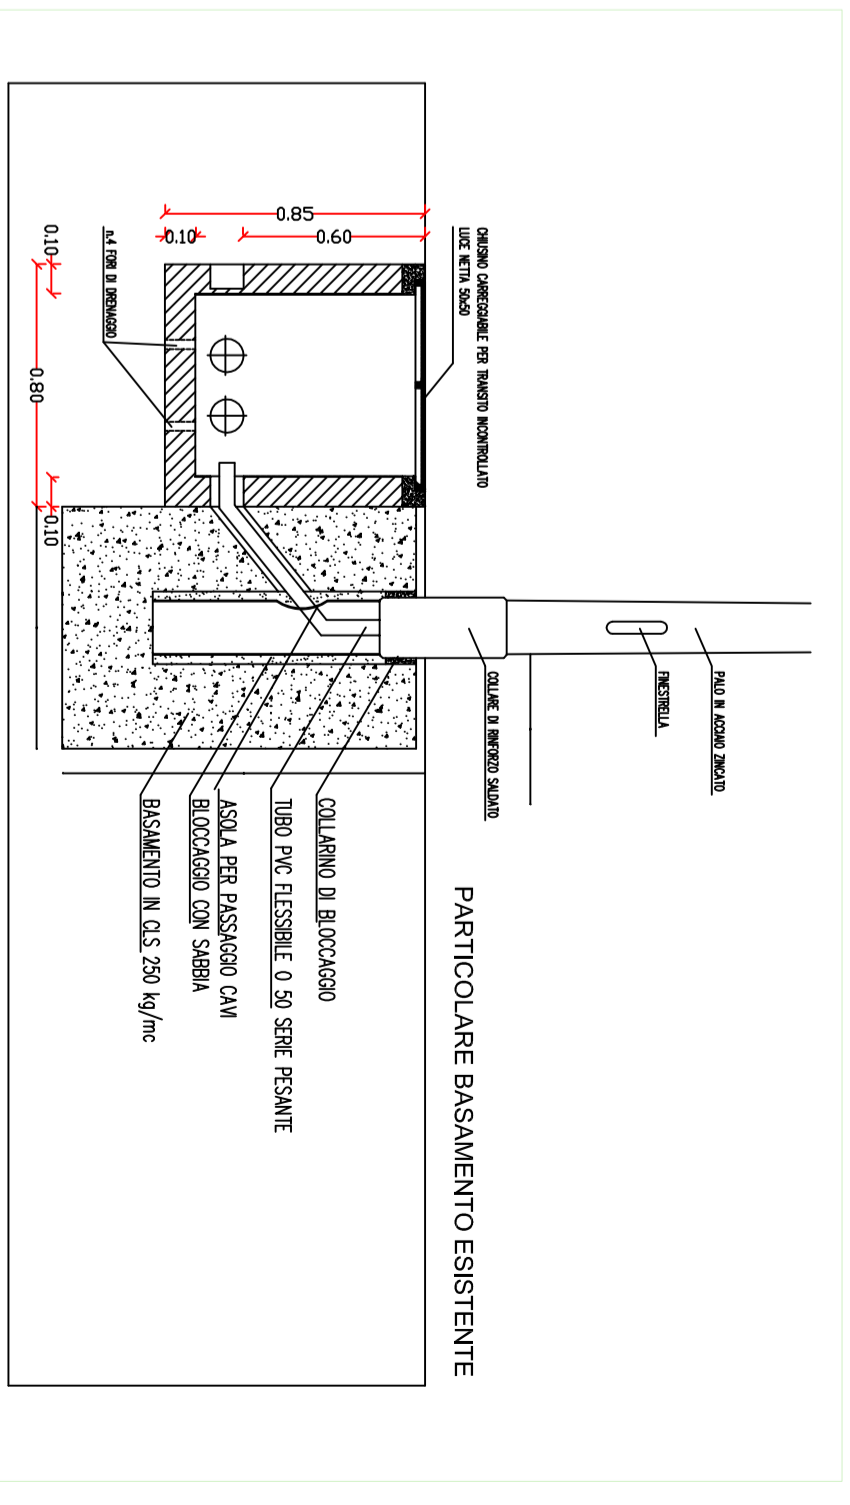 PALO IN ACCIAIO ZINCATO
FINESTRELLA
COLLARE DI RINFORZO SALDATO
CHIUSINO CARREGGIABILE PER TRANSITO INCONTROLLATO
LUCE NETTA 50x50
PARTICOLARE BASAMENTO ESISTENTE
0.85
0.60
0.10
COLLARINO DI BLOCCAGGIO
TUBO PVC FLESSIBILE 0 50 SERIE PESANTE
ASOLA PER PASSAGGIO CAVI
BLOCCAGGIO CON SABBIA
BASAMENTO IN CLS 250 kg/mc
n.4 FORI DI DRENAGGIO
0.10
0.10
0.80